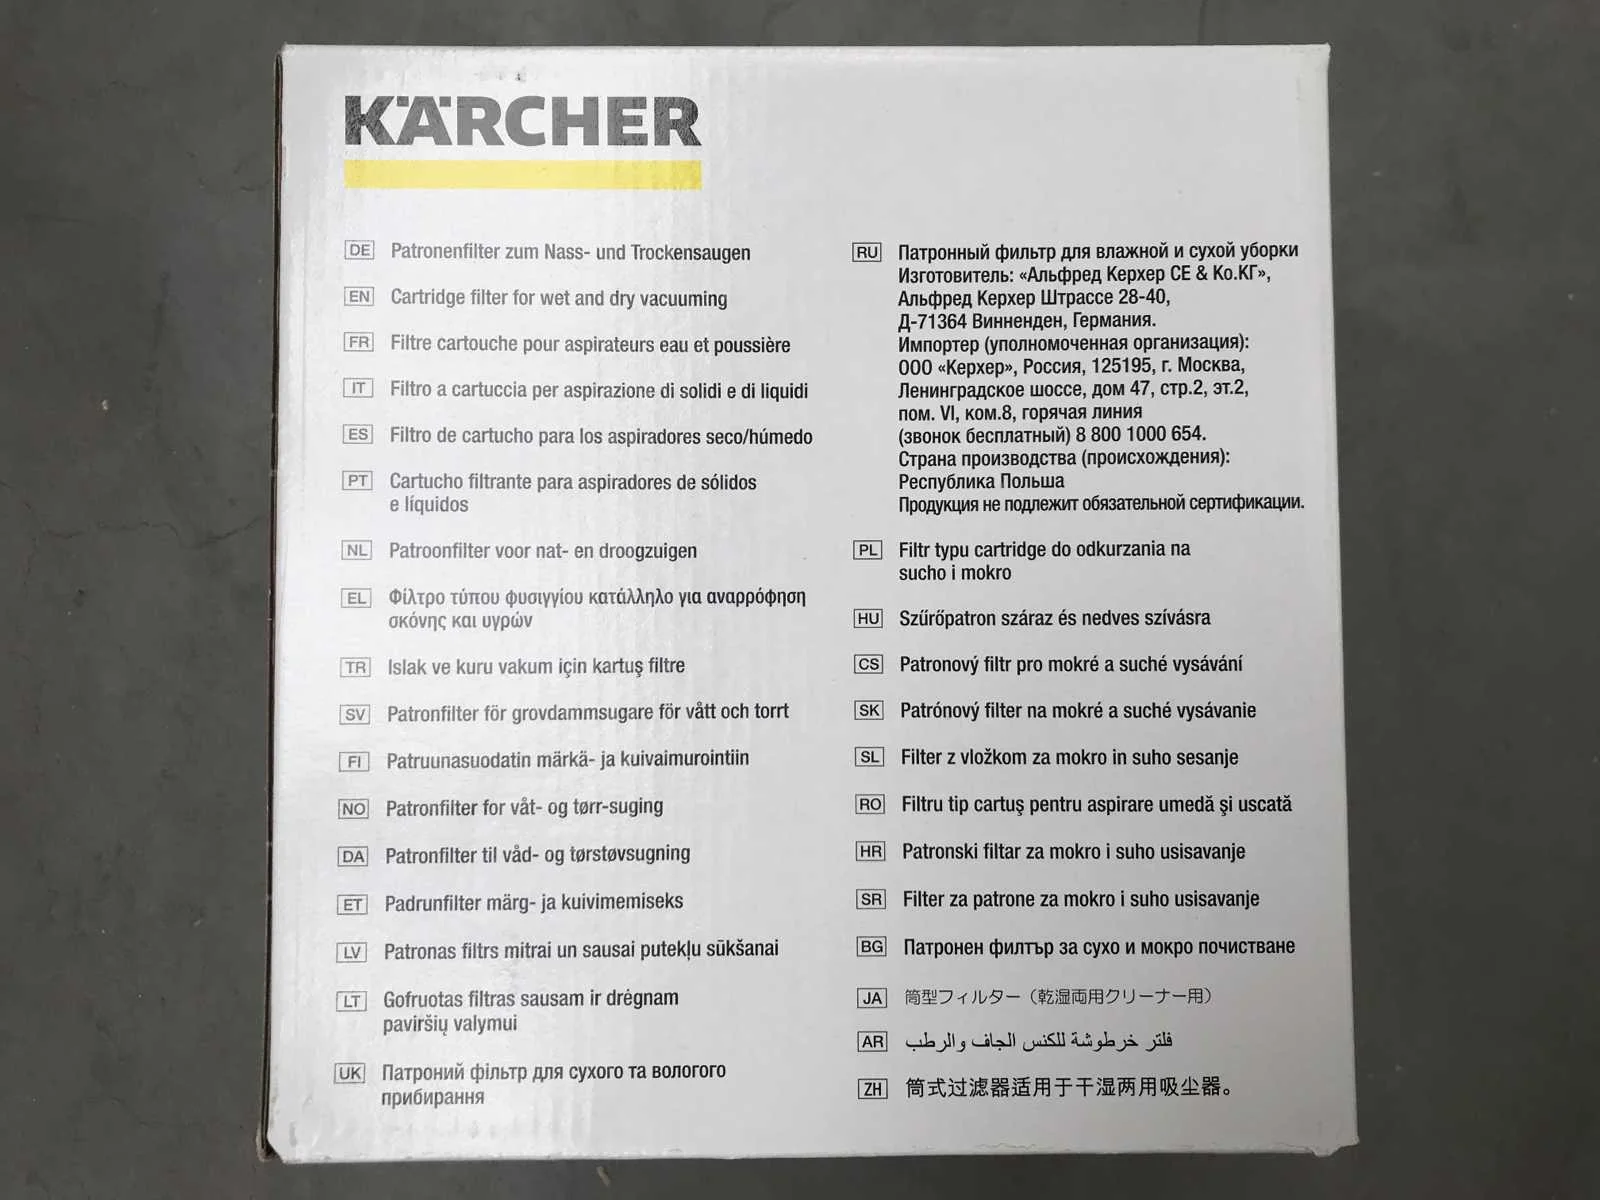 KÄRCHER
DE Patronenfilter zum Nass- und Trockensaugen
EN Cartridge filter for wet and dry vacuuming
FR Filtre cartouche pour aspirateurs eau et poussière
IT Filtro a cartuccia per aspirazione di solidi e di liquidi
ES Filtro de cartucho para los aspiradores seco/húmedo
PT Cartucho filtrante para aspiradores de sólidos
e líquidos
NL Patroonfilter voor nat- en droogzuigen
EL Φίλτρο τύπου φυσιγγίου κατάλληλο για αναρρόφηση
σκόνης και υγρών
TR Islak ve kuru vakum için kartuş filtre
SV Patronfilter för grovdammsugare för vått och torrt
FI Patruunasuodatin märkä- ja kuivaimurointiin
NO Patronfilter for våt- og tørr-suging
DA Patronfilter til våd- og tørstøvsugning
ET Padrunfilter märg- ja kuivimemiseks
LV Patronas filtrs mitrai un sausai putekļu sūkšanai
LT Gofruotas filtras sausam ir drėgnam
paviršių valymui
UK Патроний фільтр для сухого та вологого
прибирання
RU Патронный фильтр для влажной и сухой уборки
Изготовитель: «Альфред Керхер СЕ & Ко.КГ»,
Альфред Керхер Штрассе 28-40,
Д-71364 Винненден, Германия.
Импортер (уполномоченная организация):
ООО «Керхер», Россия, 125195, г. Москва,
Ленинградское шоссе, дом 47, стр.2, эт.2,
пом. VI, ком.8, горячая линия
(звонок бесплатный) 8 800 1000 654.
Страна производства (происхождения):
Республика Польша
Продукция не подлежит обязательной сертификации.
PL Filtr typu cartridge do odkurzania na
sucho i mokro
HU Szűrőpatron száraz és nedves szívásra
CS Patronový filtr pro mokré a suché vysávání
SK Patrónový filter na mokré a suché vysávanie
SL Filter z vložkom za mokro in suho sesanje
RO Filtru tip cartuş pentru aspirare umedă şi uscată
HR Patronski filtar za mokro i suho usisavanje
SR Filter za patrone za mokro i suho usisavanje
BG Патронен филтър за сухо и мокро почистване
JA 筒型フィルター（乾湿両用クリーナー用）
AR فلتر خرطوشة للكنس الجاف والرطب
ZH 筒式过滤器适用于干湿两用吸尘器。